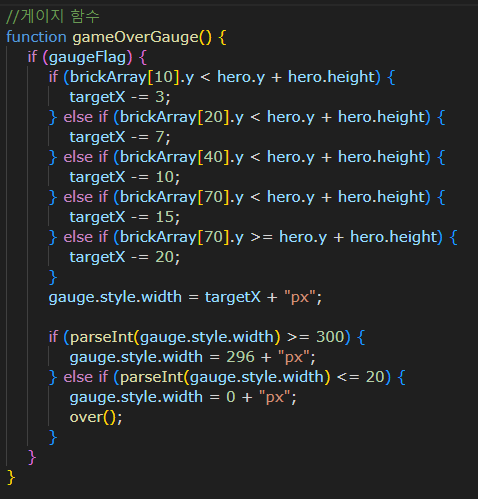 //게이지 함수
function gameOverGauge() {
  if (gaugeFlag) {
    if (brickArray[10].y < hero.y + hero.height) {
      targetX -= 3;
    } else if (brickArray[20].y < hero.y + hero.height) {
      targetX -= 7;
    } else if (brickArray[40].y < hero.y + hero.height) {
      targetX -= 10;
    } else if (brickArray[70].y < hero.y + hero.height) {
      targetX -= 15;
    } else if (brickArray[70].y >= hero.y + hero.height) {
      targetX -= 20;
    }
    gauge.style.width = targetX + "px";

    if (parseInt(gauge.style.width) >= 300) {
      gauge.style.width = 296 + "px";
    } else if (parseInt(gauge.style.width) <= 20) {
      gauge.style.width = 0 + "px";
      over();
    }
  }
}